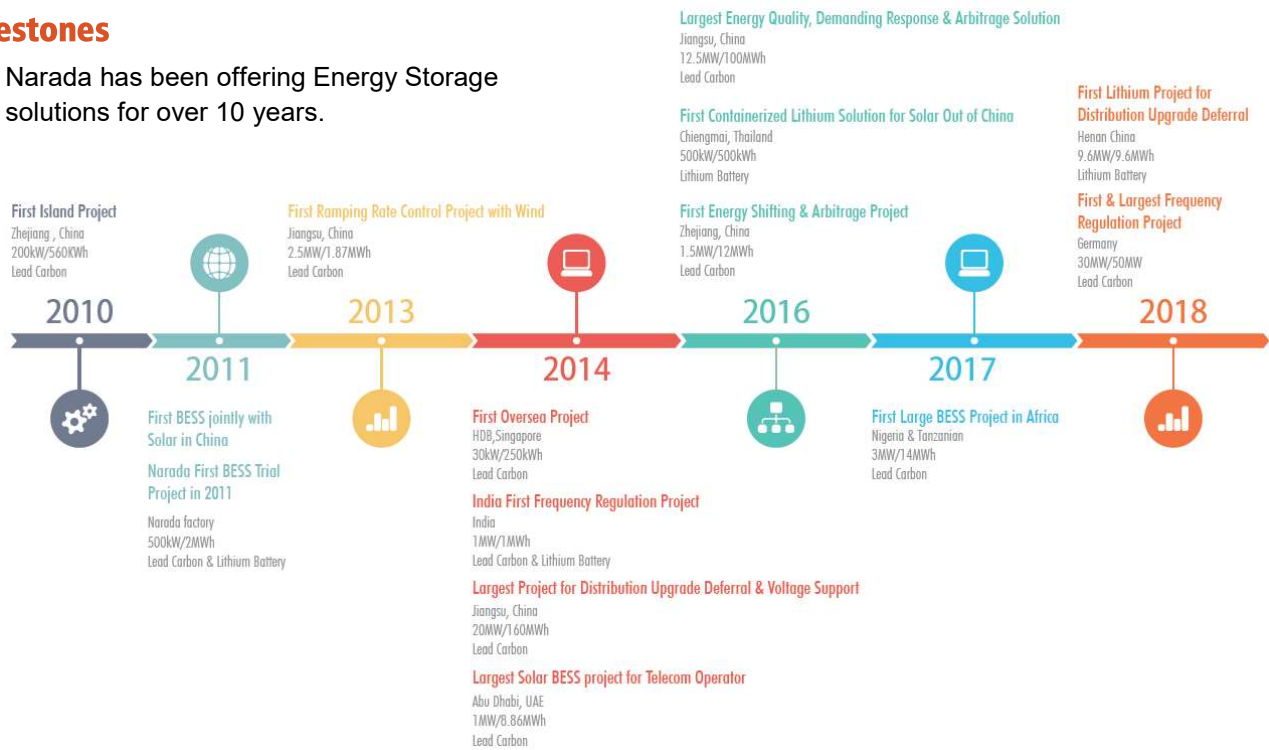 estones
Narada has been offering Energy Storage
solutions for over 10 years.
First Island Project
Zhejiang , China
200kW/560KWh
Lead Carbon
2010
2011
First BESS jointly with
Solar in China
Narada First BESS Trial
Project in 2011
Narada factory
500kW/2MWh
Lead Carbon & Lithium Battery
First Ramping Rate Control Project with Wind
Jiangsu, China
2.5MW/1.87MWh
Lead Carbon
2013
2014
First Oversea Project
HDB,Singapore
30kW/250kWh
Lead Carbon
India First Frequency Regulation Project
India
1MW/1MWh
Lead Carbon & Lithium Battery
Largest Project for Distribution Upgrade Deferral & Voltage Support
Jiangsu, China
20MW/160MWh
Lead Carbon
Largest Solar BESS project for Telecom Operator
Abu Dhabi, UAE
1MW/8.86MWh
Lead Carbon
Largest Energy Quality, Demanding Response & Arbitrage Solution
Jiangsu, China
12.5MW/100MWh
Lead Carbon
First Containerized Lithium Solution for Solar Out of China
Chiengmai, Thailand
500kW/500kWh
Lithium Battery
First Energy Shifting & Arbitrage Project
Zhejiang, China
1.5MW/12MWh
Lead Carbon
2016
2017
First Large BESS Project in Africa
Nigeria & Tanzanian
3MW/14MWh
Lead Carbon
First Lithium Project for
Distribution Upgrade Deferral
Henan China
9.6MW/9.6MWh
Lithium Battery
First & Largest Frequency
Regulation Project
Germany
30MW/50MW
Lead Carbon
2018